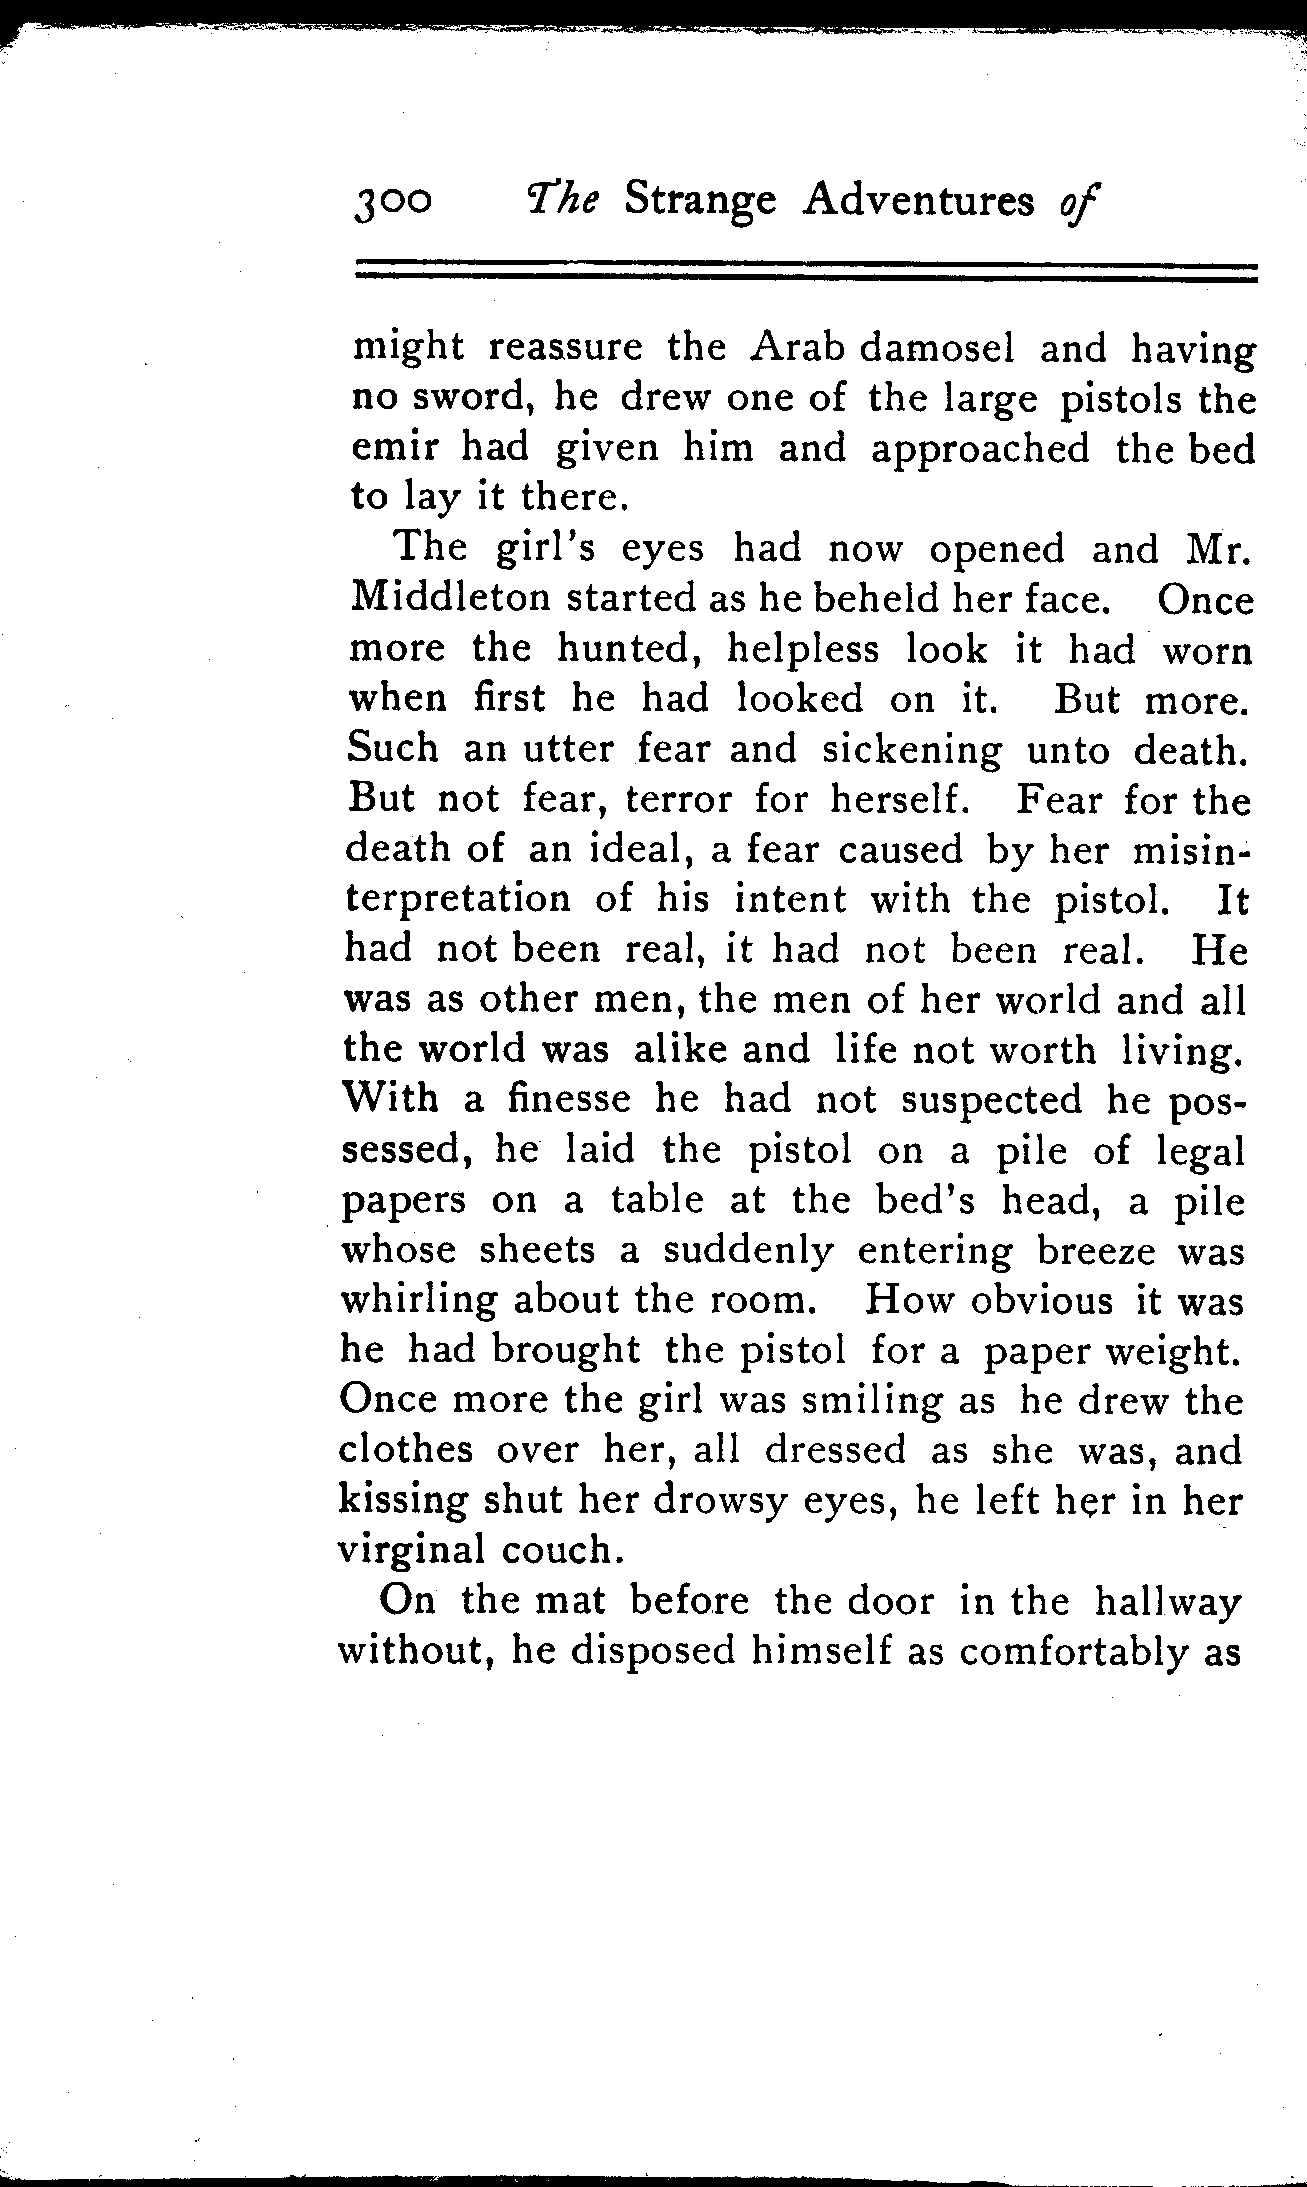 300 The Strange Adventures of
might reassure the Arab damosel and having
no sword, he drew one of the large pistols the
emir had given him and approached the bed
to lay it there.
The girl's eyes had now opened and Mr.
Middleton started as he beheld her face. Once
more the hunted, helpless look it had worn
when first he had looked on it. But more.
Such an utter fear and sickening unto death.
But not fear, terror for herself. Fear for the
death of an ideal, a fear caused by her misin-
terpretation of his intent with the pistol. It
had not been real, it had not been real. He
was as other men, the men of her world and all
the world was alike and life not worth living.
With a finesse he had not suspected he pos-
sessed, he laid the pistol on a pile of legal
papers on a table at the bed's head, a pile
whose sheets a suddenly entering breeze was
whirling about the room. How obvious it was
he had brought the pistol for a paper weight.
Once more the girl was smiling as he drew the
clothes over her, all dressed as she was, and
kissing shut her drowsy eyes, he left her in her
virginal couch.
On the mat before the door in the hallway
without, he disposed himself as comfortably as